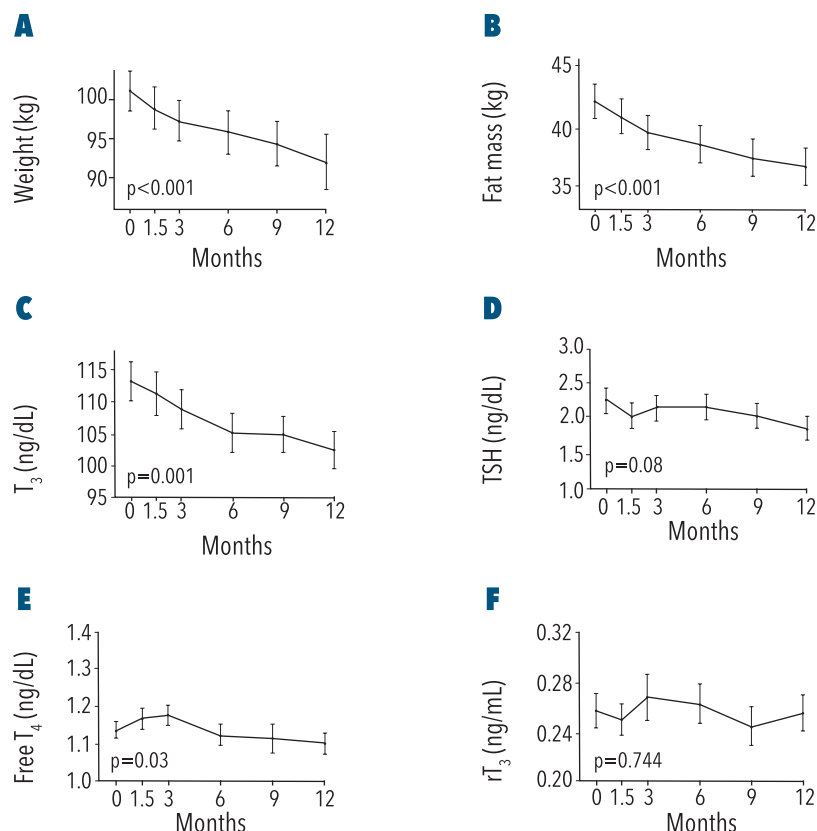 A
Weight (kg)
100
95
90
p<0.001
0 1.5 3 6 9 12
Months
B
Fat mass (kg)
45
40
35
p<0.001
0 1.5 3 6 9 12
Months
C
T3 (ng/dL)
115
110
105
100
95
p=0.001
0 1.5 3 6 9 12
Months
D
TSH (ng/dL)
3.0
2.5
2.0
1.5
1.0
p=0.08
0 1.5 3 6 9 12
Months
E
Free T4 (ng/dL)
1.4
1.3
1.2
1.1
1.0
p=0.03
0 1.5 3 6 9 12
Months
F
rT3 (ng/mL)
0.32
0.28
0.24
0.20
p=0.744
0 1.5 3 6 9 12
Months